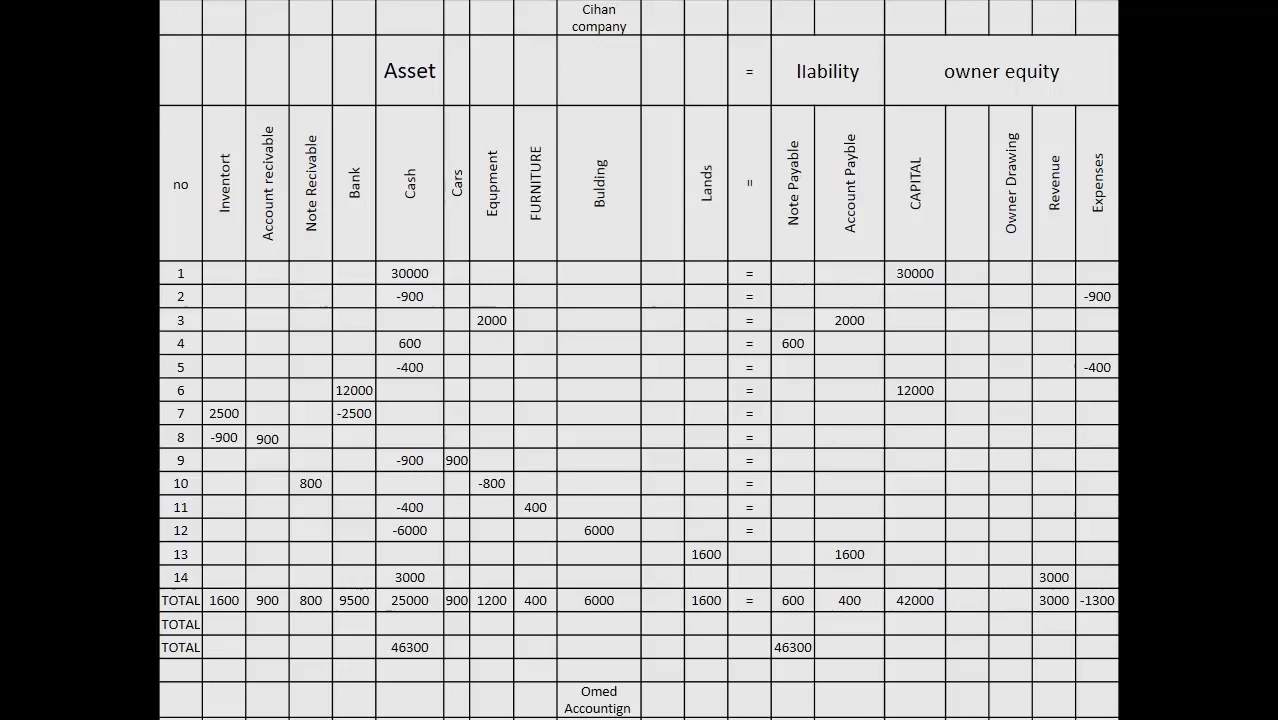 Cihan
company
Asset = lIability owner equity
no Inventort Account recivable Note Recivable Bank Cash Cars Equpment FURNITURE Bulding Lands = Note Payable Account Payble CAPITAL Owner Drawing Revenue Expenses
1 30000 = 30000
2 -900 = -900
3 2000 = 2000
4 600 = 600
5 -400 = -400
6 12000 = 12000
7 2500 -2500 =
8 -900 900 =
9 -900 900 =
10 800 -800 =
11 -400 400 =
12 -6000 6000 =
13 1600 1600
14 3000 3000
TOTAL 1600 900 800 9500 25000 900 1200 400 6000 1600 = 600 400 42000 3000 -1300
TOTAL
TOTAL 46300 46300
Omed
Accountign